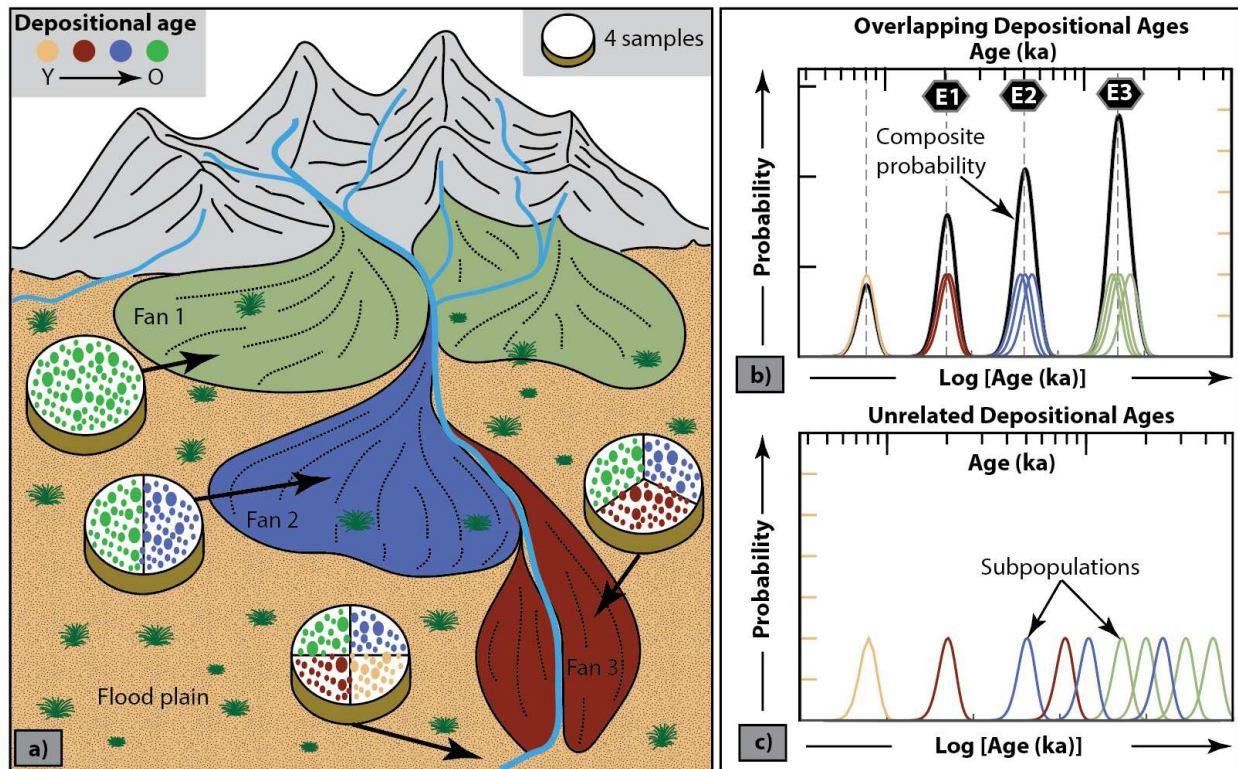 Depositional age
Y O
4 samples
Fan 1
Fan 2
Fan 3
Flood plain
a)
Overlapping Depositional Ages
Age (ka)
E1 E2 E3
Composite
probability
Probability
b)
Log [Age (ka)]
Unrelated Depositional Ages
Age (ka)
Subpopulations
Probability
c)
Log [Age (ka)]